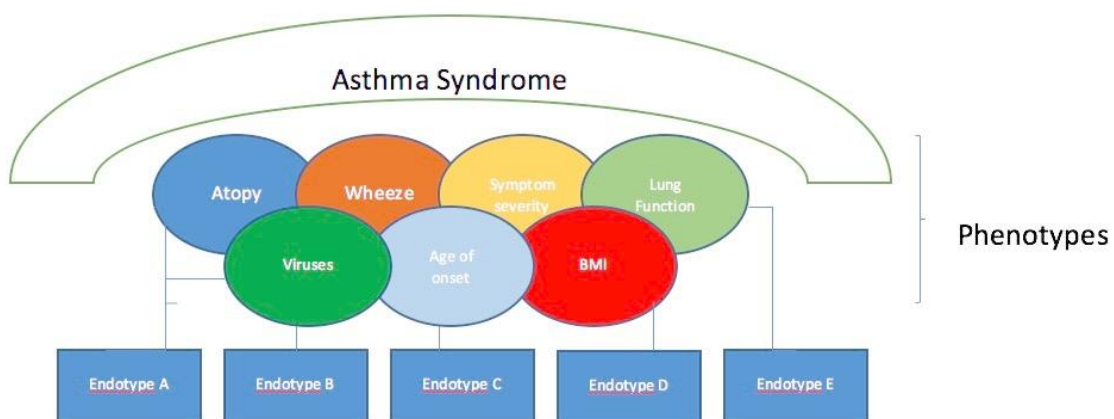 Asthma Syndrome
Atopy
Wheeze
Symptom
severity
Lung
Function
Phenotypes
Viruses
Age of
onset
BMI
Endotype A
Endotype B
Endotype C
Endotype D
Endotype E